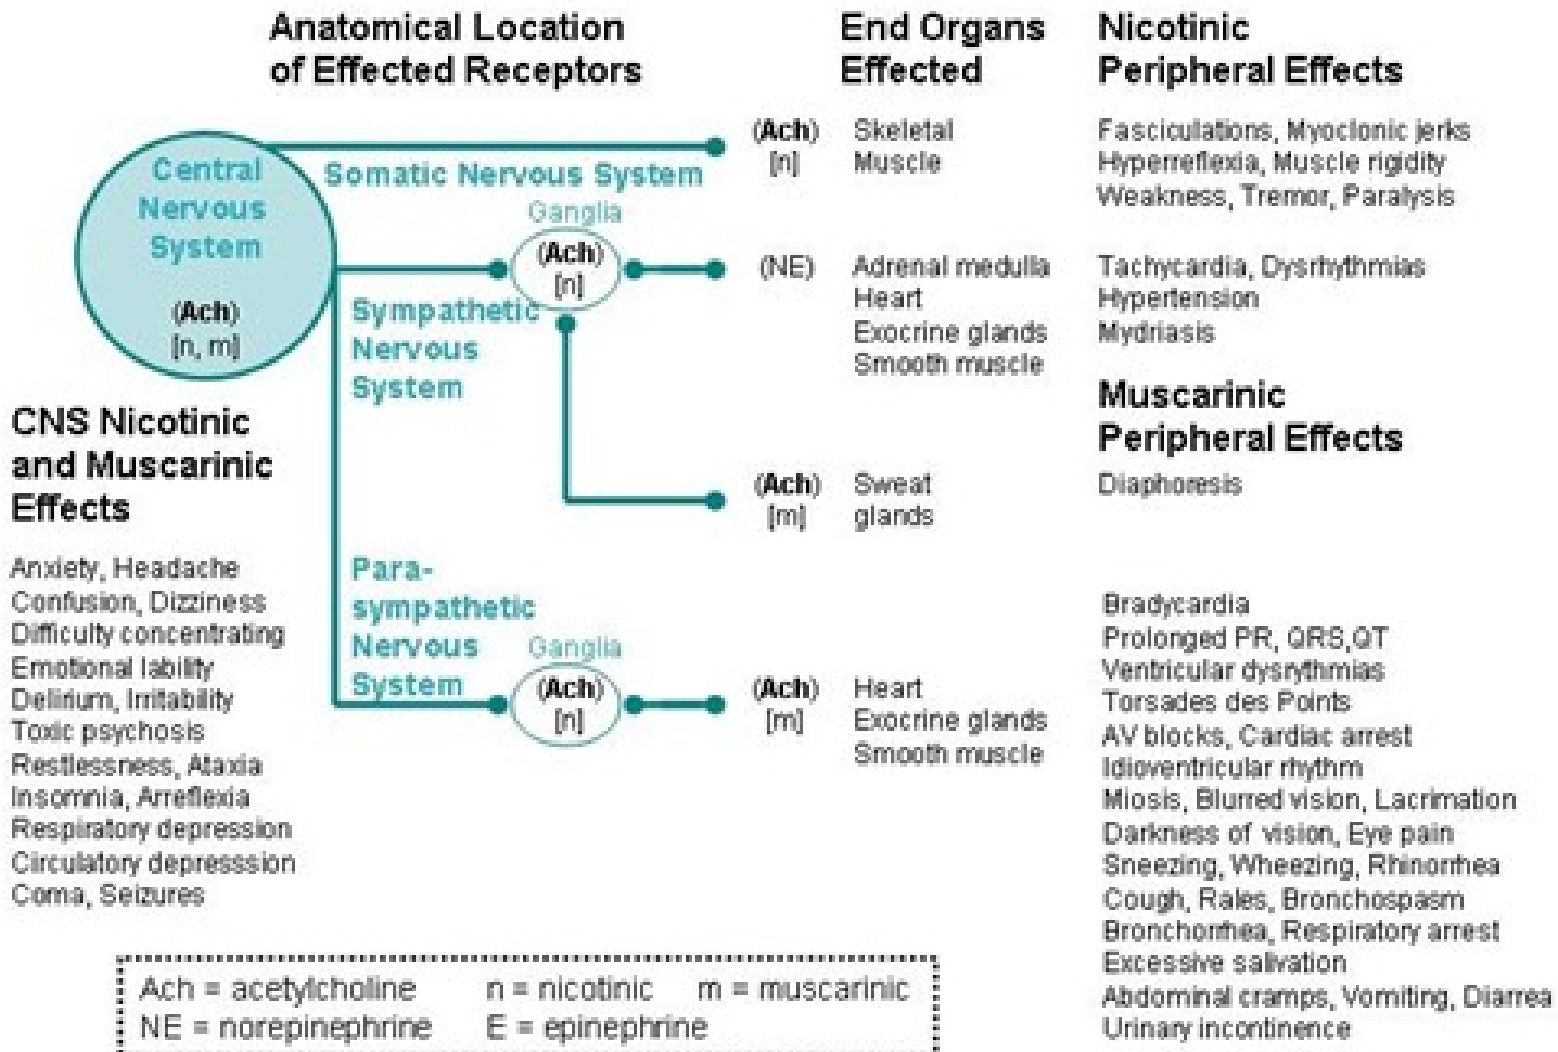 Anatomical Location
of Effected Receptors
End Organs
Effected
Nicotinic
Peripheral Effects
Central
Nervous
System
(Ach)
[n, m]
Somatic Nervous System
(Ach)
[n]
Skeletal
Muscle
Fasciculations, Myoclonic jerks
Hyperreflexia, Muscle rigidity
Weakness, Tremor, Paralysis
Ganglia
(Ach)
[n]
Sympathetic
Nervous
System
(NE)
Adrenal medulla
Heart
Exocrine glands
Smooth muscle
Tachycardia, Dysrhythmias
Hypertension
Mydriasis
Muscarinic
Peripheral Effects
(Ach)
[m]
Sweat
glands
Diaphoresis
CNS Nicotinic
and Muscarinic
Effects
Anxiety, Headache
Confusion, Dizziness
Difficulty concentrating
Emotional lability
Delirium, Irritability
Toxic psychosis
Restlessness, Ataxia
Insomnia, Arreflexia
Respiratory depression
Circulatory depresssion
Coma, Seizures
Para-
sympathetic
Nervous
System
Ganglia
(Ach)
[n]
(Ach)
[m]
Heart
Exocrine glands
Smooth muscle
Bradycardia
Prolonged PR, QRS,QT
Ventricular dysrythmias
Torsades des Points
AV blocks, Cardiac arrest
Idioventricular rhythm
Miosis, Blurred vision, Lacrimation
Darkness of vision, Eye pain
Sneezing, Wheezing, Rhinorrhea
Cough, Rales, Bronchospasm
Bronchorrhea, Respiratory arrest
Excessive salivation
Abdominal cramps, Vomiting, Diarrea
Urinary incontinence
Ach = acetylcholine n = nicotinic m = muscarinic
NE = norepinephrine E = epinephrine